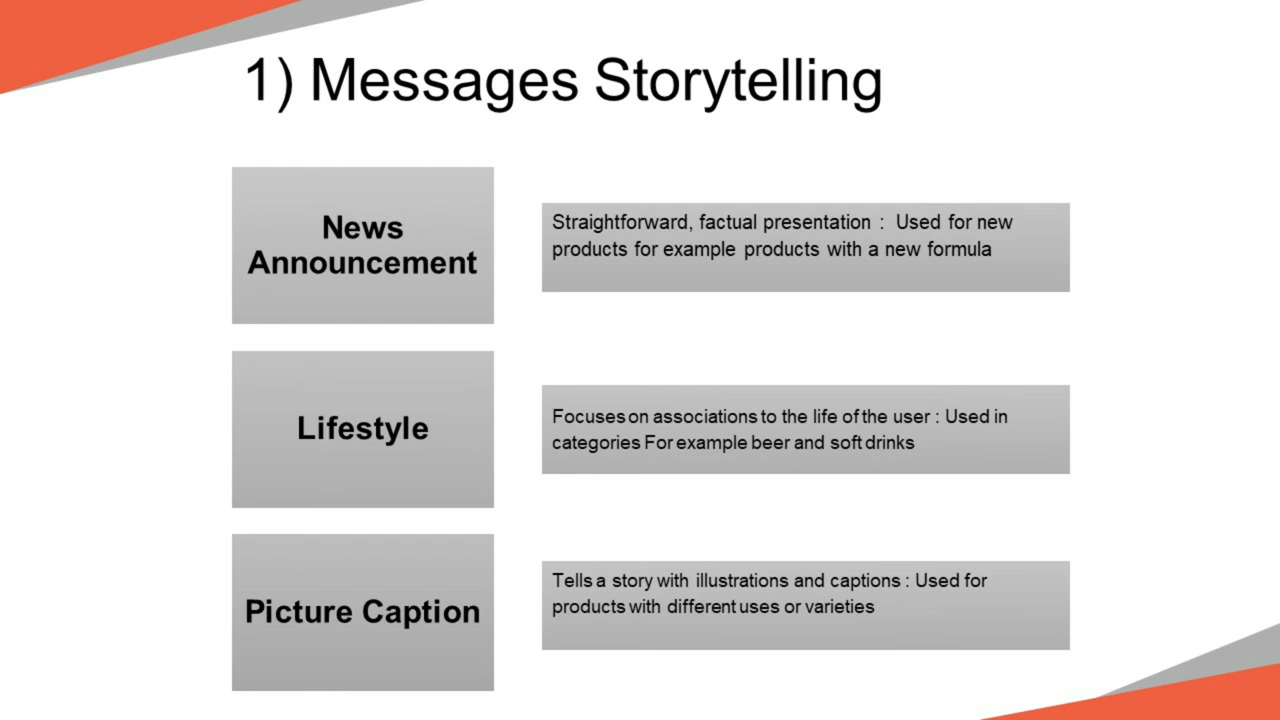 1) Messages Storytelling
News
Announcement
Straightforward, factual presentation : Used for new
products for example products with a new formula
Lifestyle
Focuses on associations to the life of the user : Used in
categories For example beer and soft drinks
Picture Caption
Tells a story with illustrations and captions : Used for
products with different uses or varieties